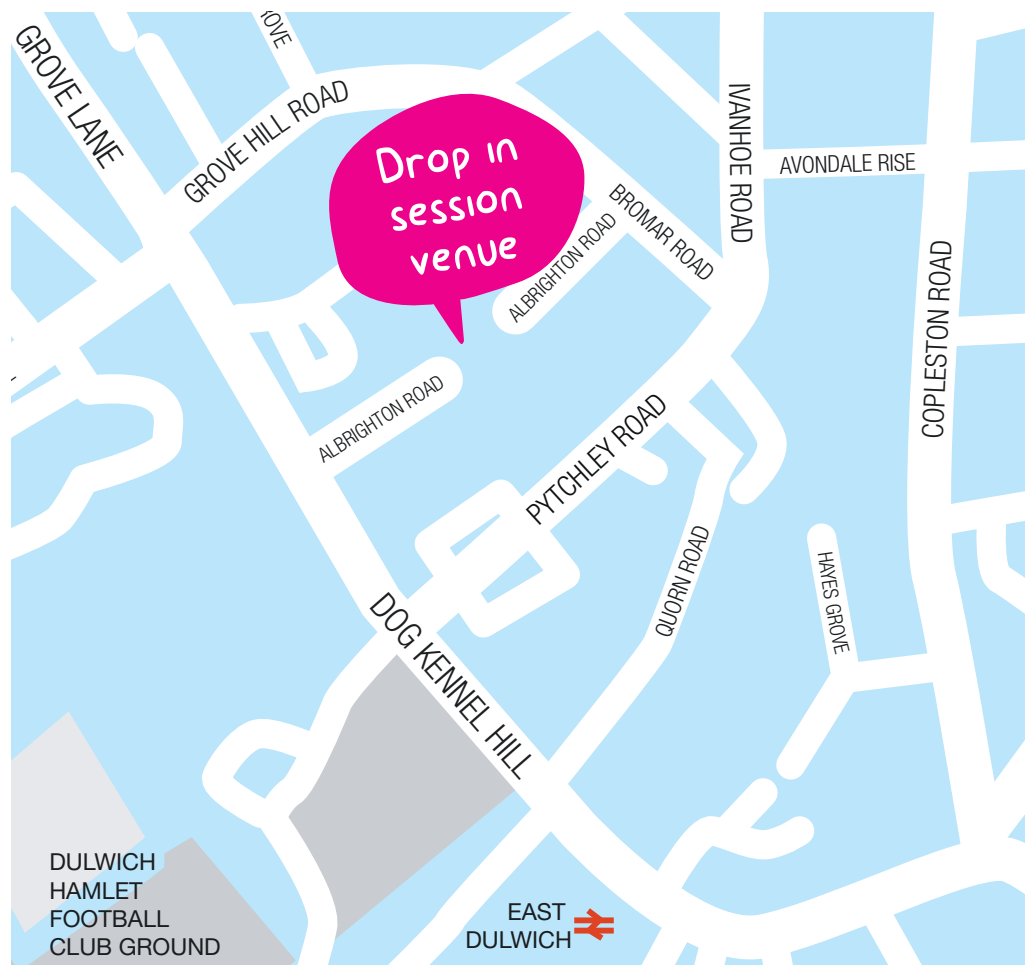 GROVE LANE
OVE
GROVE HILL ROAD
Drop in
session
venue
IVANHOE ROAD
AVONDALE RISE
BROMAR ROAD
ALBRIGHTON ROAD
COPLESTON ROAD
ALBRIGHTON ROAD
PYTCHLEY ROAD
QUORN ROAD
HAYES GROVE
DOG KENNEL HILL
DULWICH
HAMLET
FOOTBALL
CLUB GROUND
EAST
DULWICH